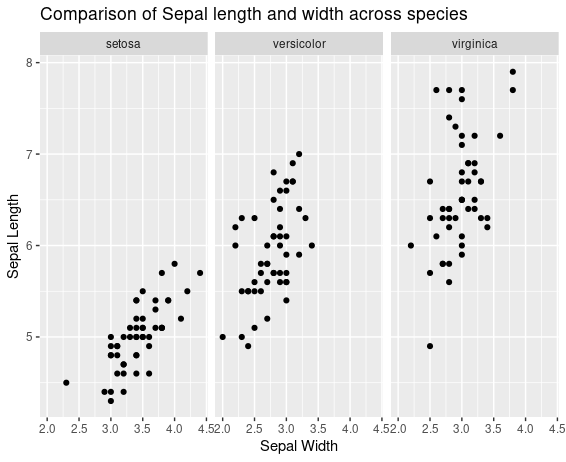 Comparison of Sepal length and width across species
setosa versicolor virginica
8
7
6
5
2.0 2.5 3.0 3.5 4.0 4.5 2.0 2.5 3.0 3.5 4.0 4.5 2.0 2.5 3.0 3.5 4.0 4.5
Sepal Width
Sepal Length